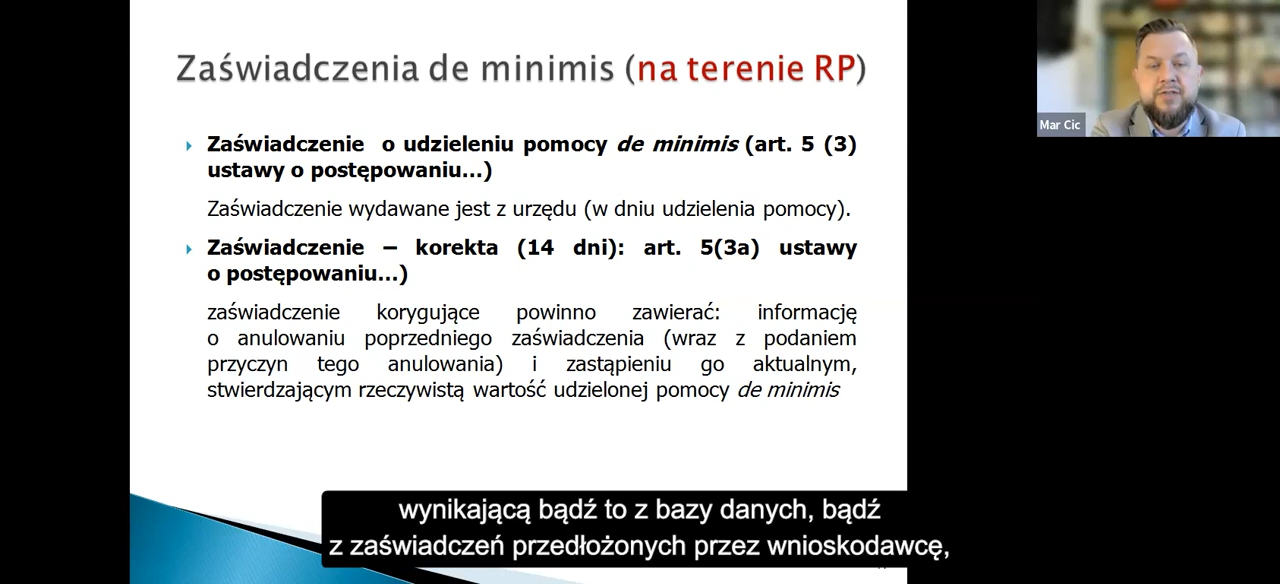 Zaświadczenia de minimis (na terenie RP)
Mar Cic
Zaświadczenie o udzieleniu pomocy de minimis (art. 5 (3)
ustawy o postępowaniu...)
Zaświadczenie wydawane jest z urzędu (w dniu udzielenia pomocy).
Zaświadczenie – korekta (14 dni): art. 5(3a) ustawy
o postępowaniu...)
zaświadczenie korygujące powinno zawierać: informację
o anulowaniu poprzedniego zaświadczenia (wraz z podaniem
przyczyn tego anulowania) i zastąpieniu go aktualnym,
stwierdzającym rzeczywistą wartość udzielonej pomocy de minimis
wynikającą bądź to z bazy danych, bądź
z zaświadczeń przedłożonych przez wnioskodawcę,